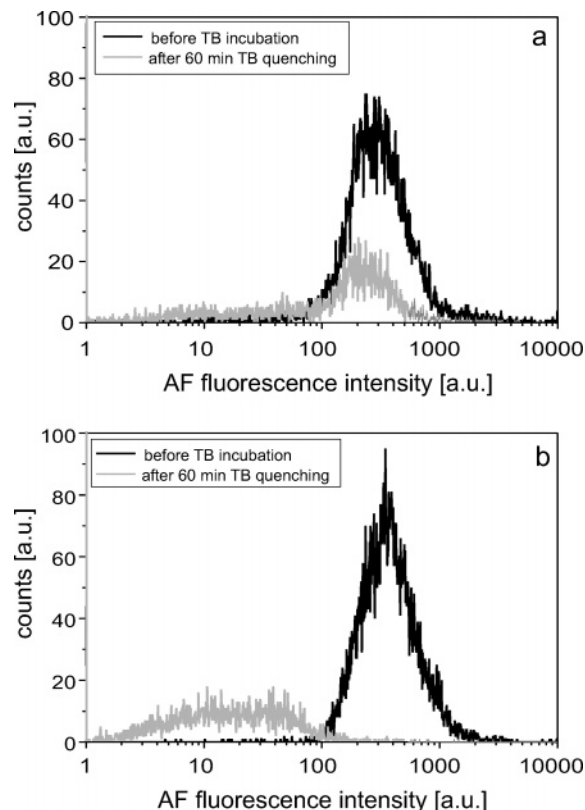 100
before TB incubation
after 60 min TB quenching
a
80
60
40
20
0
counts [a.u.]
1 10 100 1000 10000
AF fluorescence intensity [a.u.]
100
before TB incubation
after 60 min TB quenching
b
80
60
40
20
0
counts [a.u.]
1 10 100 1000 10000
AF fluorescence intensity [a.u.]